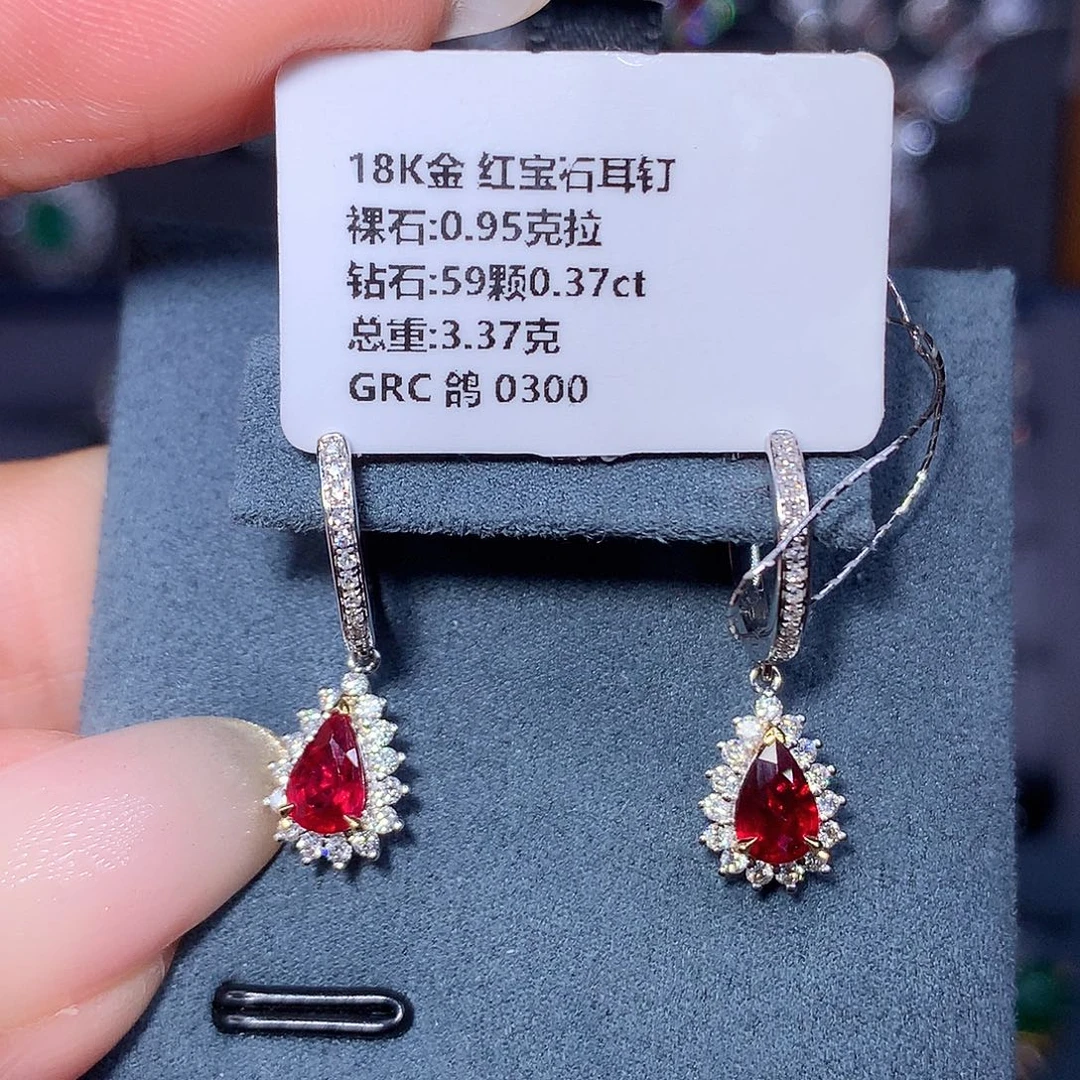 18K金 红宝石耳钉
裸石:0.95克拉
钻石:59颗0.37ct
总重:3.37克
GRC 鸽 0300